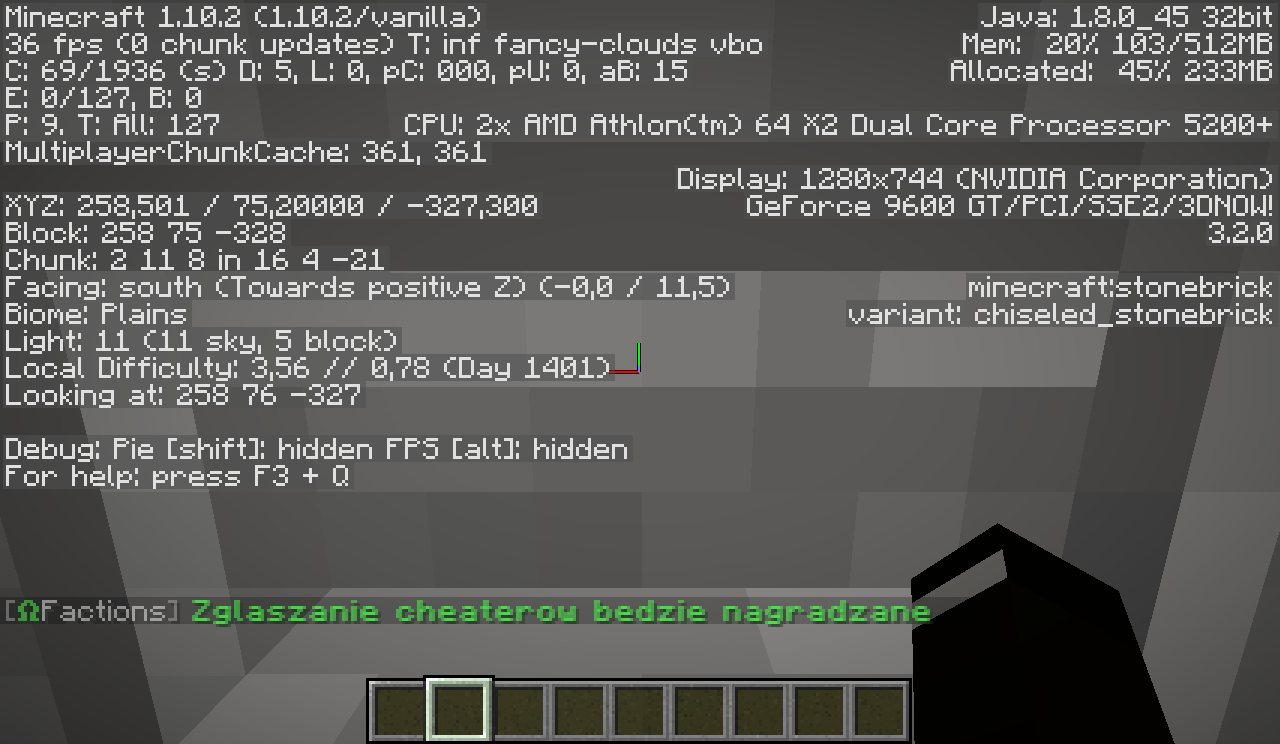 Minecraft 1.10.2 (1.10.2/vanilla)
36 fps (0 chunk updates) T: inf fancy-clouds vbo
C: 69/1936 (s) D: 5, L: 0, pC: 000, pU: 0, aB: 15
E: 0/127, B: 0
P: 9. T: All: 127
MultiplayerChunkCache: 361, 361
XYZ: 258,501 / 75,20000 / -327,300
Block: 258 75 -328
Chunk: 2 11 8 in 16 4 -21
Facing: south (Towards positive Z) (-0,0 / 11,5)
Biome: Plains
Light: 11 (11 sky, 5 block)
Local Difficulty: 3,56 // 0,78 (Day 1401)
Looking at: 258 76 -327
Debug: Pie [shift]: hidden FPS [alt]: hidden
For help: press F3 + Q
Java: 1.8.0_45 32bit
Mem: 20% 103/512MB
Allocated: 45% 233MB
CPU: 2x AMD Athlon(tm) 64 X2 Dual Core Processor 5200+
Display: 1280x744 (NVIDIA Corporation)
GeForce 9600 GT/PCI/SSE2/3DNOW!
3.2.0
minecraft:stonebrick
variant: chiseled_stonebrick
[ΩFactions] Zglaszanie cheaterow bedzie nagradzane